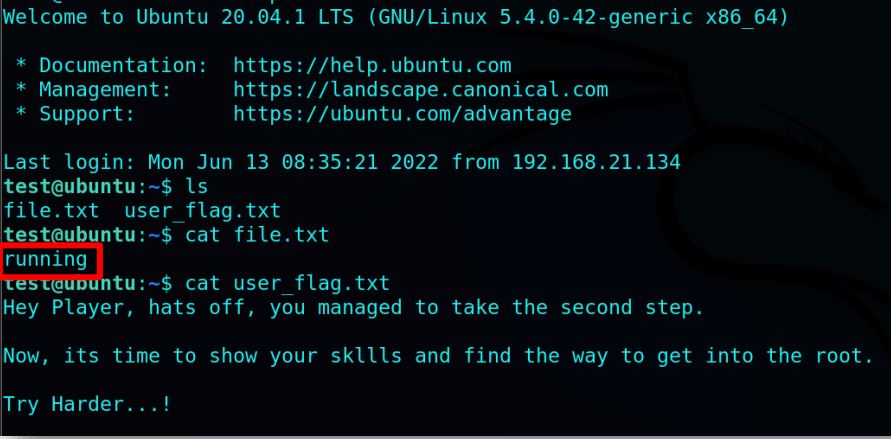 Welcome to Ubuntu 20.04.1 LTS (GNU/Linux 5.4.0-42-generic x86_64)
* Documentation:  https://help.ubuntu.com
* Management:     https://landscape.canonical.com
* Support:        https://ubuntu.com/advantage
Last login: Mon Jun 13 08:35:21 2022 from 192.168.21.134
test@ubuntu:~$ ls
file.txt  user_flag.txt
test@ubuntu:~$ cat file.txt
running
test@ubuntu:~$ cat user_flag.txt
Hey Player, hats off, you managed to take the second step.
Now, its time to show your skllls and find the way to get into the root.
Try Harder...!